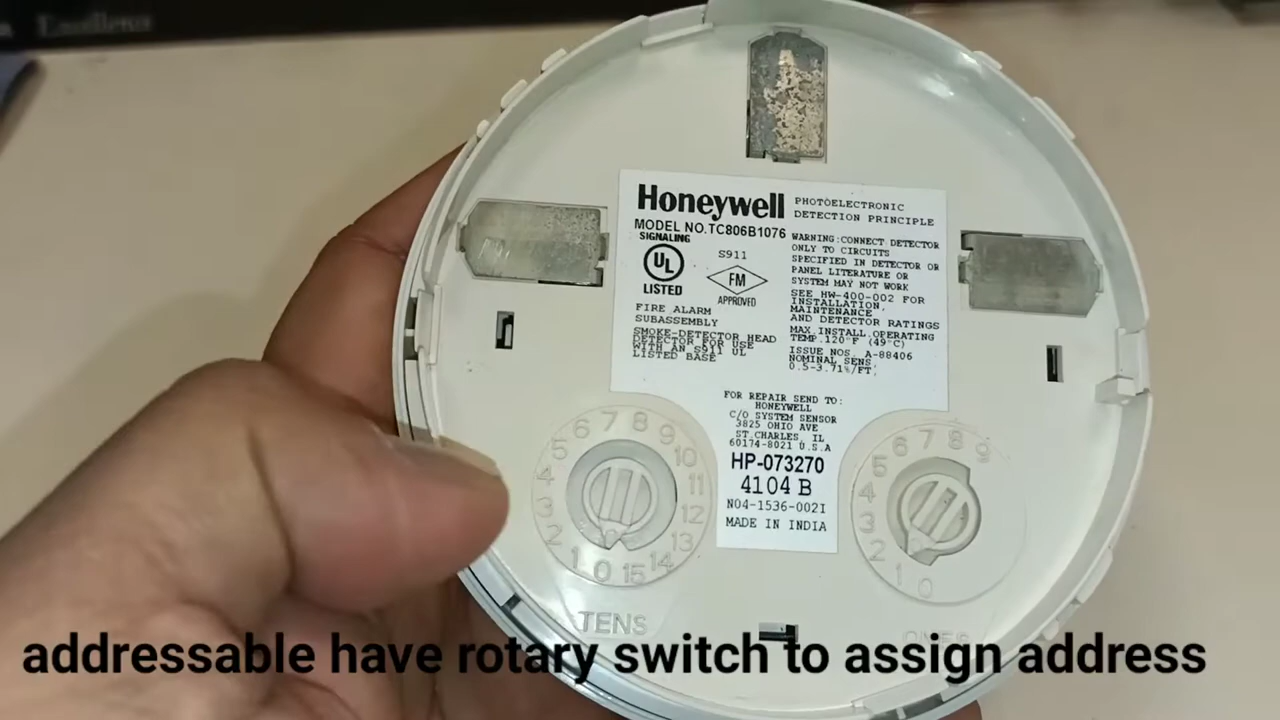 Excellence
Honeywell
MODEL NO.TC806B1076
SIGNALING
UL
LISTED
S911
FM
APPROVED
FIRE ALARM
SUBASSEMBLY
SMOKE-DETECTOR HEAD
DETECTOR FOR USE
WITH AN S911 UL
LISTED BASE
PHOTOELECTRONIC
DETECTION PRINCIPLE
WARNING:CONNECT DETECTOR
ONLY TO CIRCUITS
SPECIFIED IN DETECTOR OR
PANEL LITERATURE OR
SYSTEM MAY NOT WORK
SEE HW-400-002 FOR
INSTALLATION,
MAINTENANCE
AND DETECTOR RATINGS
MAX.INSTALL.OPERATING
TEMP.120°F (49°C)
ISSUE NOS. A-88406
NOMINAL SENS.
0.5-3.71%/FT.
FOR REPAIR SEND TO:
HONEYWELL
C/O SYSTEM SENSOR
3825 OHIO AVE
ST.CHARLES, IL
60174-8021 U.S.A
HP-073270
4104 B
N04-1536-002I
MADE IN INDIA
0 1 2 3 4 5 6 7 8 9 10 11 12 13 14 15
TENS
0 1 2 3 4 5 6 7 8 9
ONES
addressable have rotary switch to assign address